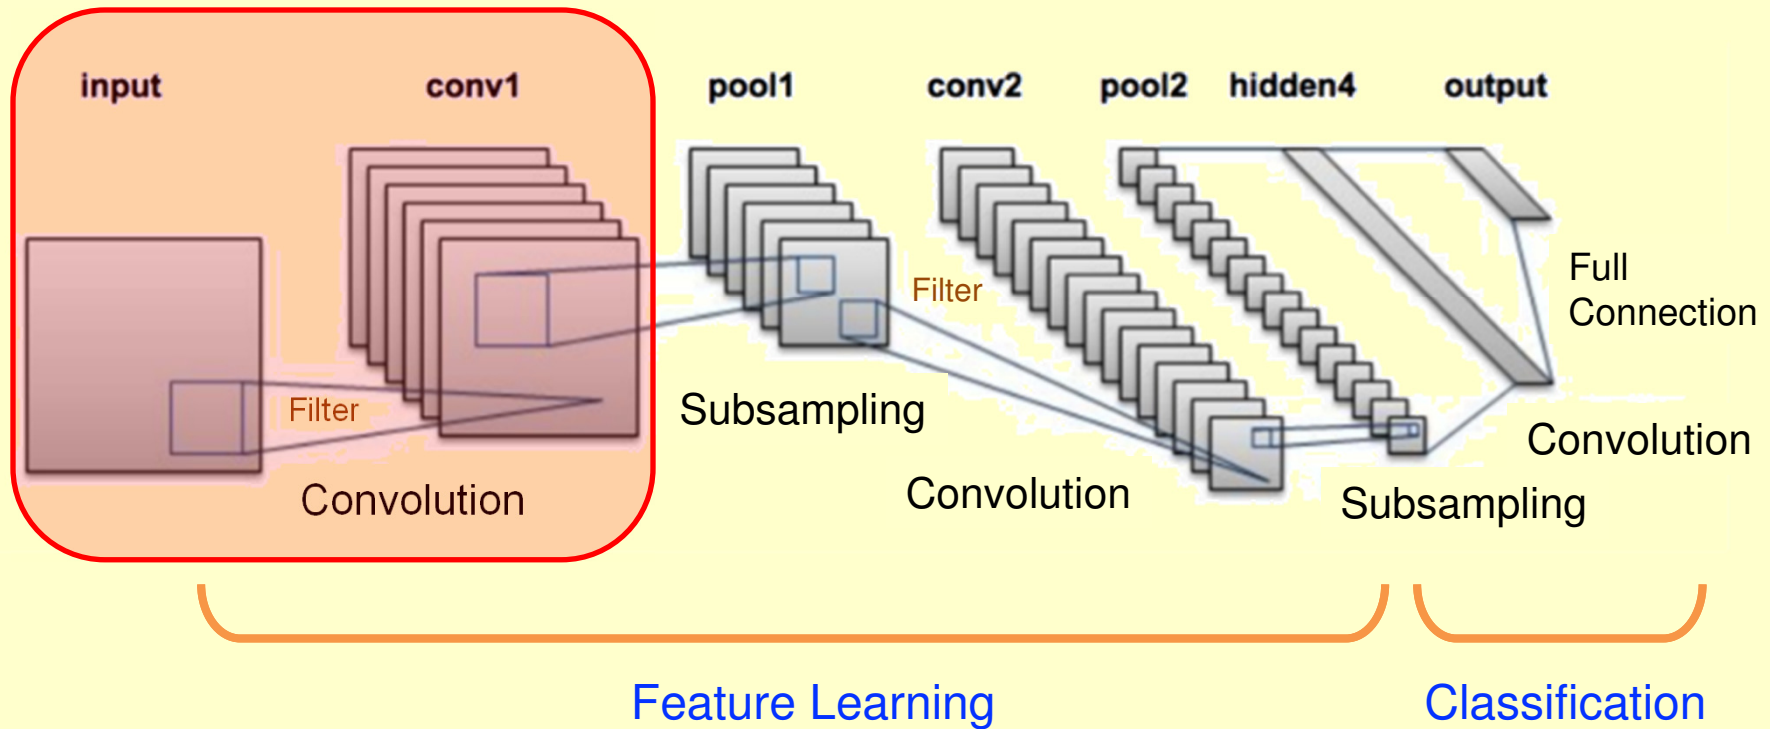 input
conv1
pool1
conv2
pool2
hidden4
output
Filter
Convolution
Subsampling
Filter
Convolution
Subsampling
Convolution
Full
Connection
Feature Learning
Classification